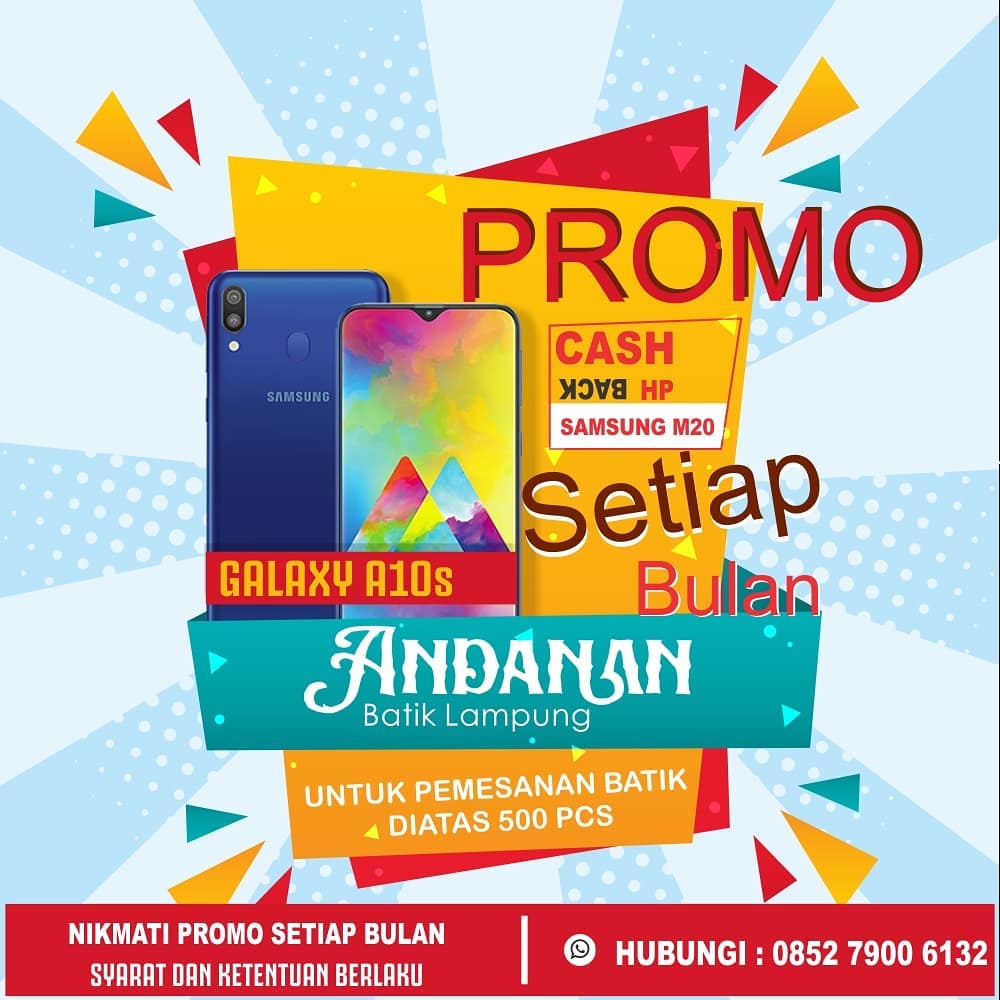 PROMO
CASH
BACK HP
SAMSUNG M20
Setiap
Bulan
SAMSUNG
GALAXY A10s
ANDANAN
Batik Lampung
UNTUK PEMESANAN BATIK
DIATAS 500 PCS
NIKMATI PROMO SETIAP BULAN
SYARAT DAN KETENTUAN BERLAKU
HUBUNGI : 0852 7900 6132